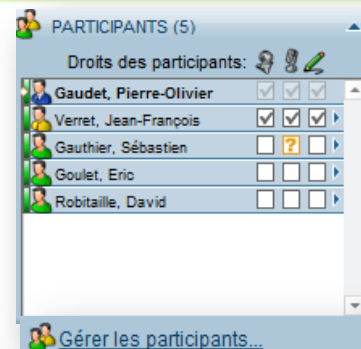 PARTICIPANTS (5)
Droits des participants:
Gaudet, Pierre-Olivier
Verret, Jean-François
Gauthier, Sébastien ?
Goulet, Eric
Robitaille, David
Gérer les participants...